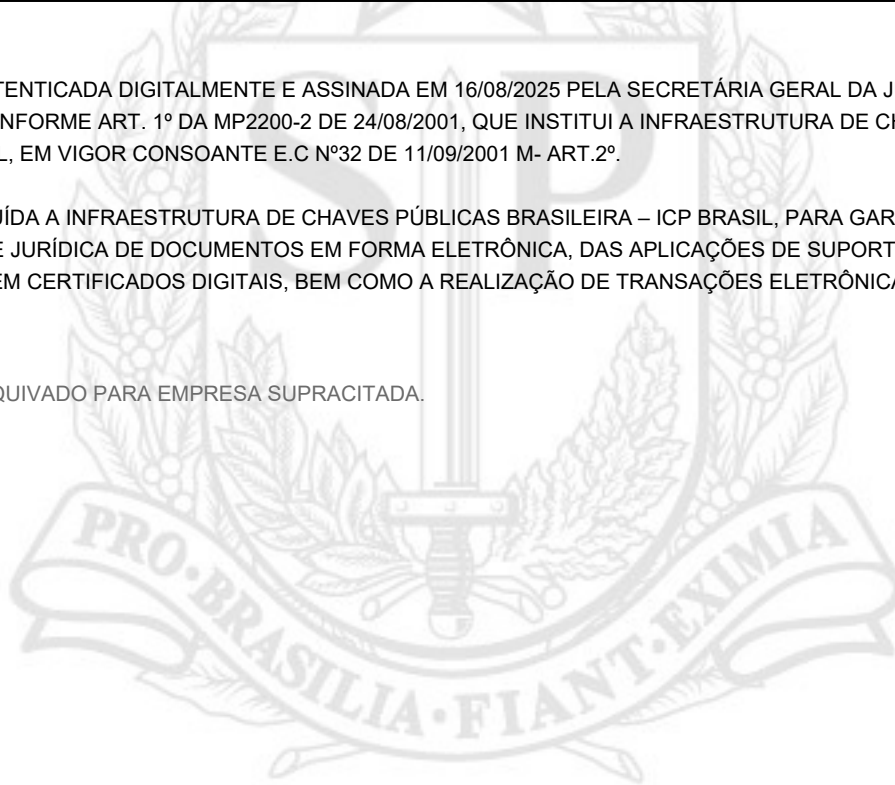 TENTICADA DIGITALMENTE E ASSINADA EM 16/08/2025 PELA SECRETÁRIA GERAL DA J
NFORME ART. 1º DA MP2200-2 DE 24/08/2001, QUE INSTITUI A INFRAESTRUTURA DE CH
L, EM VIGOR CONSOANTE E.C Nº32 DE 11/09/2001 M- ART.2º.
UÍDA A INFRAESTRUTURA DE CHAVES PÚBLICAS BRASILEIRA – ICP BRASIL, PARA GAR
E JURÍDICA DE DOCUMENTOS EM FORMA ELETRÔNICA, DAS APLICAÇÕES DE SUPORT
EM CERTIFICADOS DIGITAIS, BEM COMO A REALIZAÇÃO DE TRANSAÇÕES ELETRÔNICA
QUIVADO PARA EMPRESA SUPRACITADA.
SP
PRO·BRASILIA·FIANT·EXIMIA